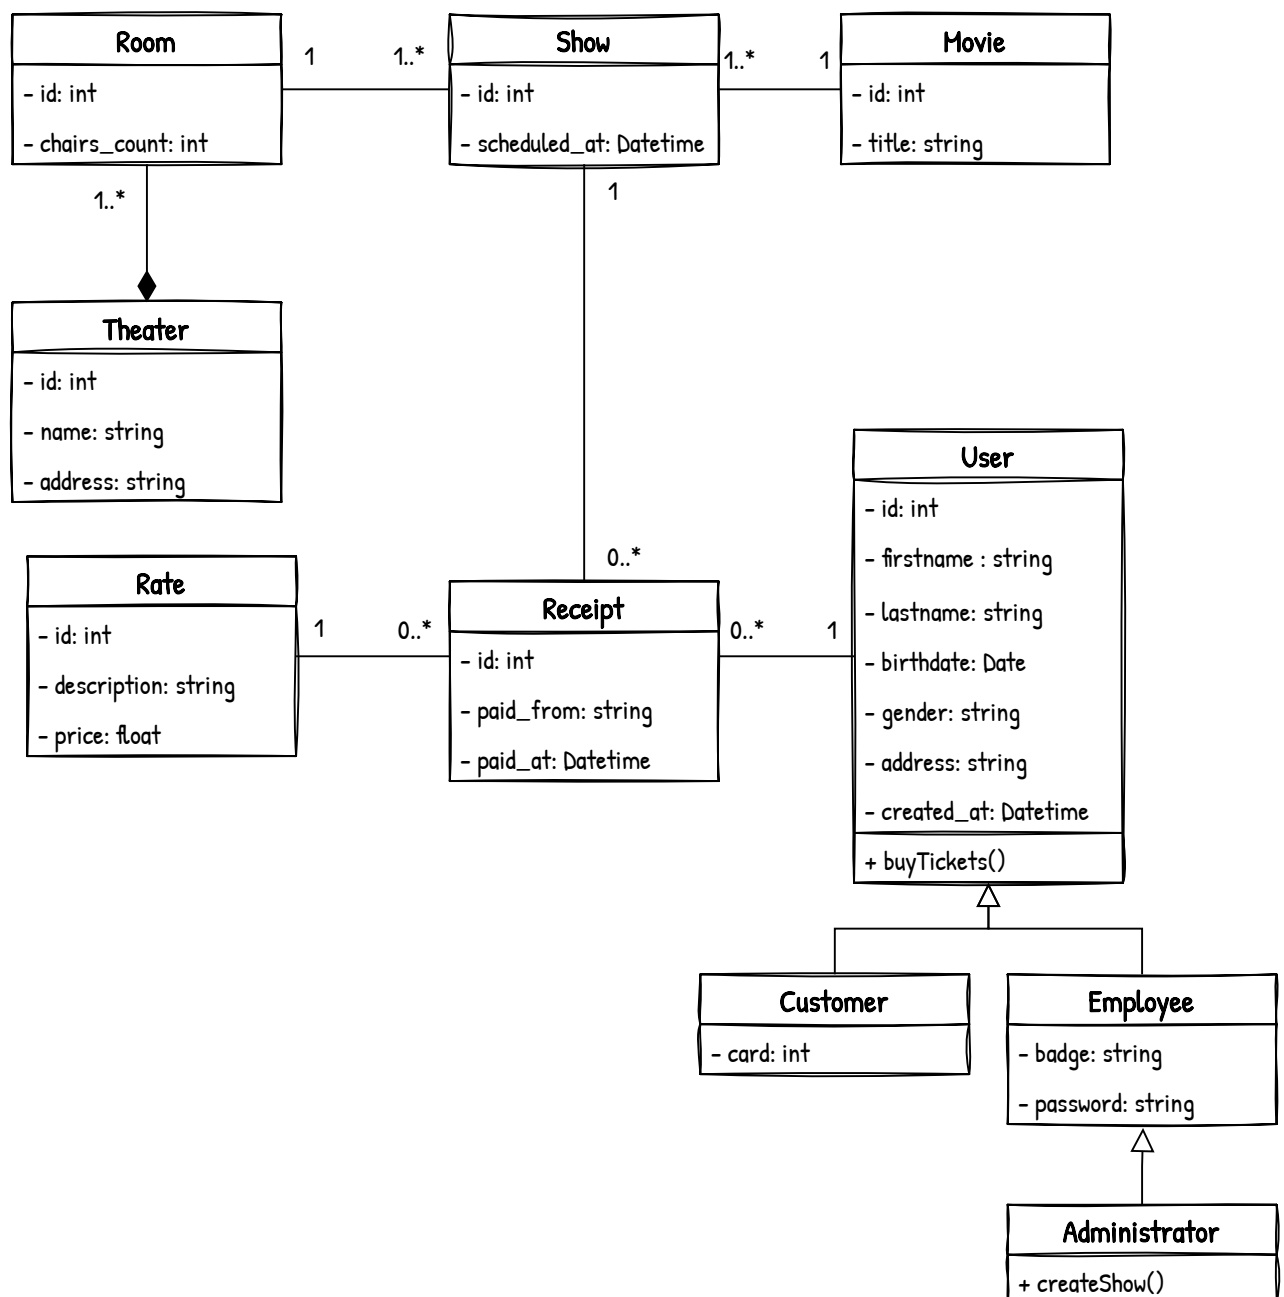 Room
- id: int
- chairs_count: int
1
1..*
Show
- id: int
- scheduled_at: Datetime
1..*
1
Movie
- id: int
- title: string
1..*
1
Theater
- id: int
- name: string
- address: string
0..*
Rate
- id: int
- description: string
- price: float
1
0..*
Receipt
- id: int
- paid_from: string
- paid_at: Datetime
0..*
1
User
- id: int
- firstname : string
- lastname: string
- birthdate: Date
- gender: string
- address: string
- created_at: Datetime
+ buyTickets()
Customer
- card: int
Employee
- badge: string
- password: string
Administrator
+ createShow()